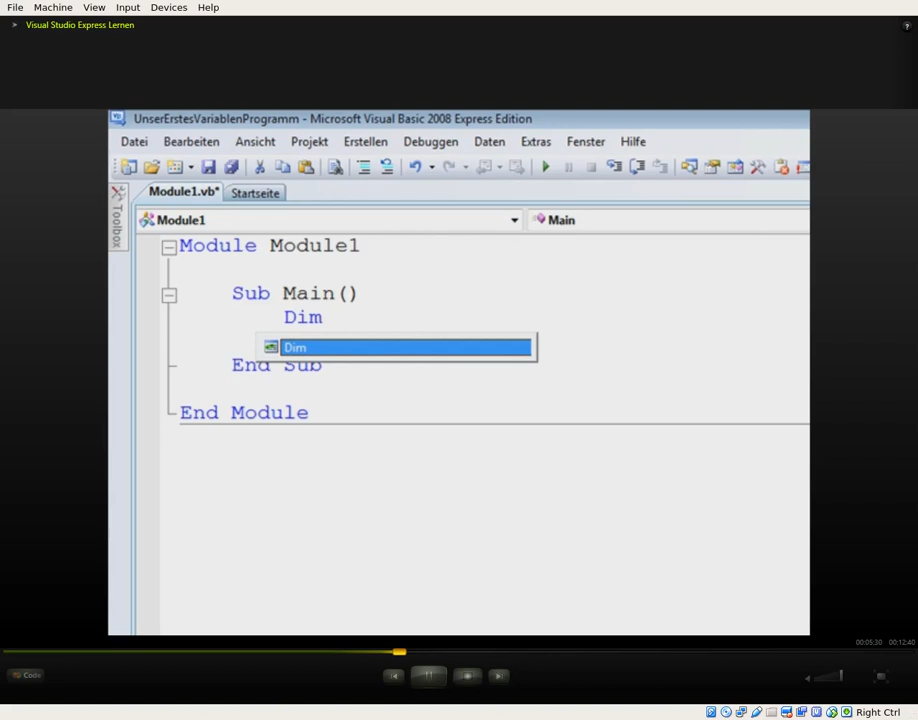 File Machine View Input Devices Help
> Visual Studio Express Lernen
?
UnserErstesVariablenProgramm - Microsoft Visual Basic 2008 Express Edition
Datei Bearbeiten Ansicht Projekt Erstellen Debuggen Daten Extras Fenster Hilfe
Module1.vb* Startseite
Toolbox
Module1 Main
Module Module1
Sub Main()
Dim
Dim
End Sub
End Module
00:05:30 00:12:40
Code
Right Ctrl